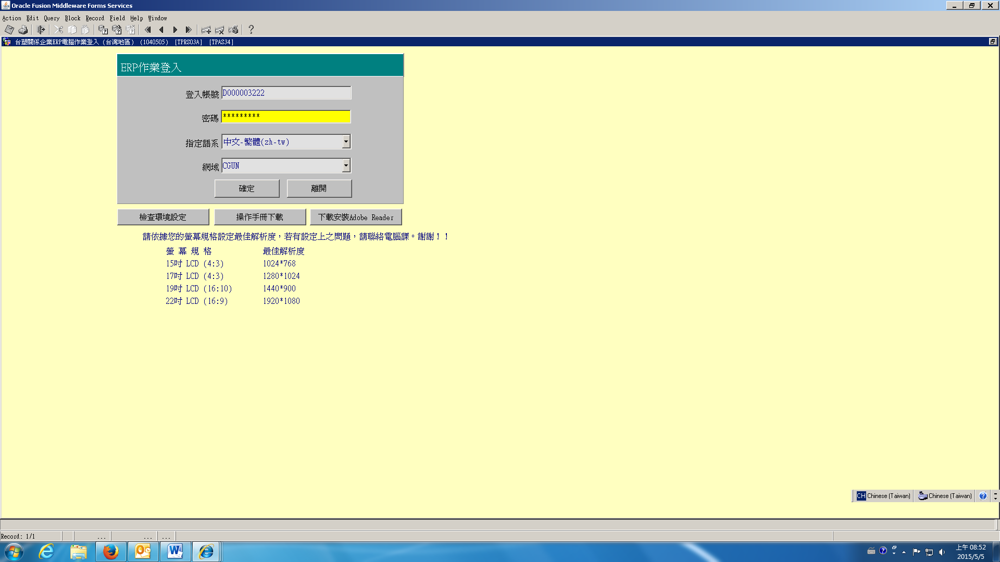 Oracle Fusion Middleware Forms Services
Action Edit Query Block Record Field Help Window
台塑關係企業ERP電腦作業登入 (台灣地區) (1040505) [TPRS03A] [TPAS34]
ERP作業登入
登入帳號 D000003222
密碼 *********
指定語系 中文-繁體(zh-tw)
網域 CGUN
確定 離開
檢查環境設定 操作手冊下載 下載安裝Adobe Reader
請依據您的螢幕規格設定最佳解析度，若有設定上之問題，請聯絡電腦課。謝謝！！
螢 幕 規 格 最佳解析度
15吋 LCD (4:3) 1024*768
17吋 LCD (4:3) 1280*1024
19吋 LCD (16:10) 1440*900
22吋 LCD (16:9) 1920*1080
CH Chinese (Taiwan) Chinese (Taiwan)
Record: 1/1 ... ... ...
上午 08:52
2015/5/5